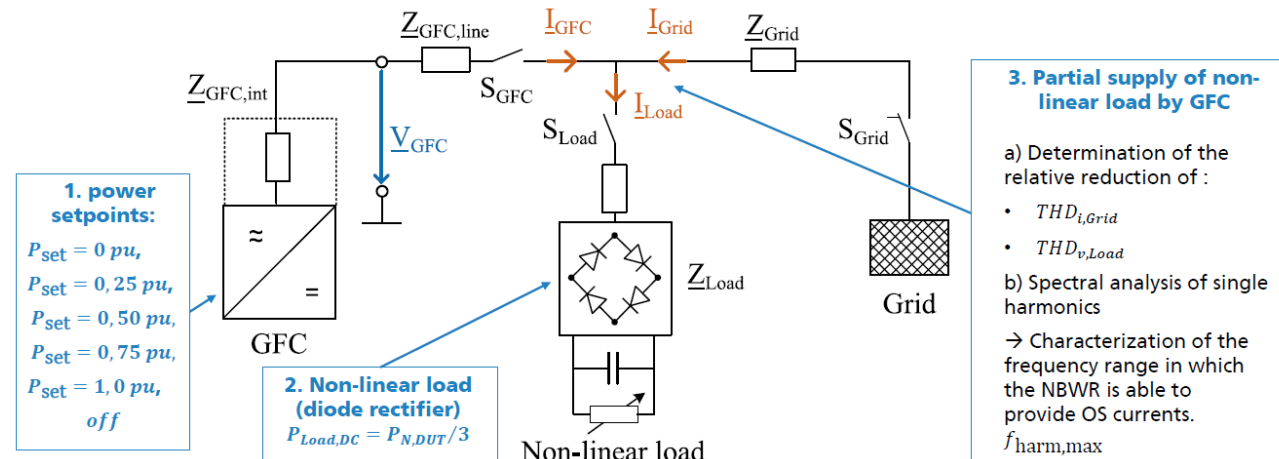 Z_GFC,line
I_GFC
I_Grid
Z_Grid
S_GFC
Z_GFC,int
I_Load
S_Load
S_Grid
V_GFC
1. power
setpoints:
P_set = 0 pu,
P_set = 0,25 pu,
P_set = 0,50 pu,
P_set = 0,75 pu,
P_set = 1,0 pu,
off
≈
=
GFC
2. Non-linear load
(diode rectifier)
P_Load,DC = P_N,DUT/3
Z_Load
Non-linear load
Grid
3. Partial supply of non-
linear load by GFC
a) Determination of the
relative reduction of :
• THD_i,Grid
• THD_v,Load
b) Spectral analysis of single
harmonics
→ Characterization of the
frequency range in which
the NBWR is able to
provide OS currents.
f_harm,max